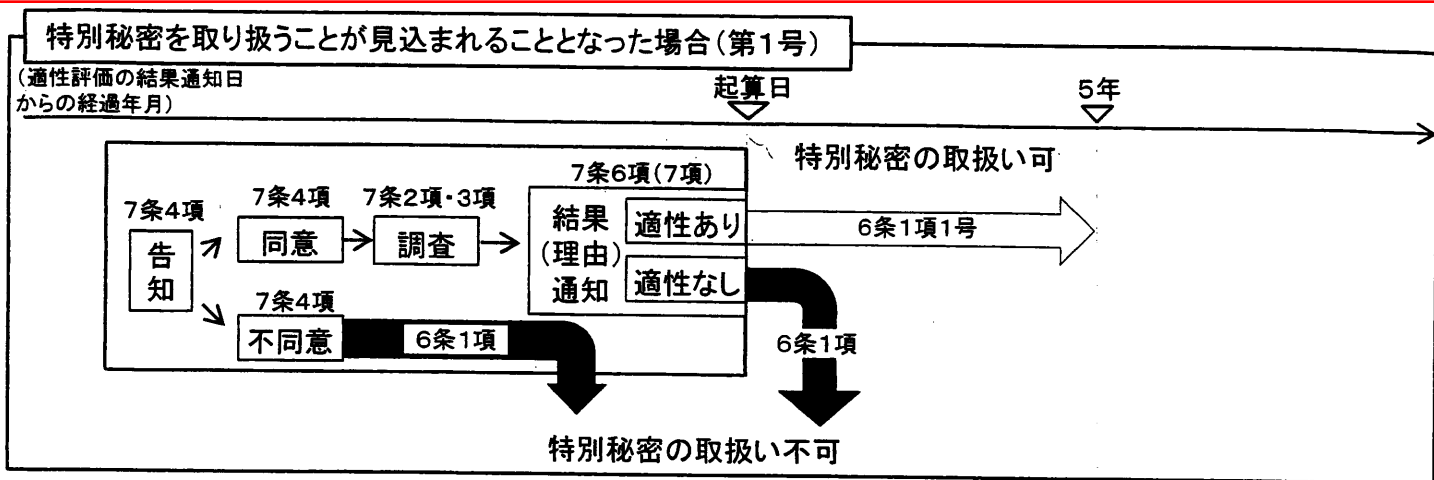 特別秘密を取り扱うことが見込まれることとなった場合(第1号)
(適性評価の結果通知日
からの経過年月)
起算日
5年
特別秘密の取扱い可
7条4項
告
知
7条4項
同意
7条2項・3項
調査
7条6項(7項)
結果
(理由)
通知
適性あり
適性なし
6条1項1号
7条4項
不同意
6条1項
6条1項
特別秘密の取扱い不可